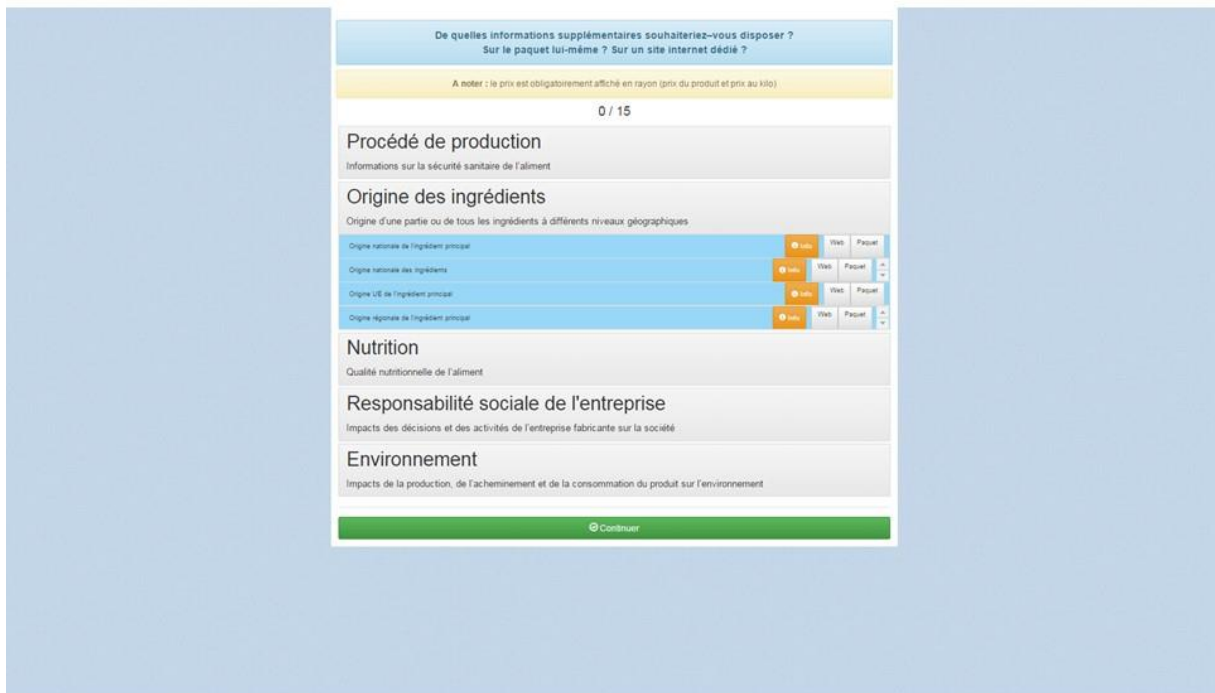 De quelles informations supplémentaires souhaiteriez–vous disposer ?
Sur le paquet lui-même ? Sur un site internet dédié ?
A noter : le prix est obligatoirement affiché en rayon (prix du produit et prix au kilo)
0 / 15
Procédé de production
Informations sur la sécurité sanitaire de l'aliment
Origine des ingrédients
Origine d'une partie ou de tous les ingrédients à différents niveaux géographiques
Origine nationale de l'ingrédient principal Info Web Paquet
Origine nationale des ingrédients Info Web Paquet
Origine UE de l'ingrédient principal Info Web Paquet
Origine régionale de l'ingrédient principal Info Web Paquet
Nutrition
Qualité nutritionnelle de l'aliment
Responsabilité sociale de l'entreprise
Impacts des décisions et des activités de l'entreprise fabricante sur la société
Environnement
Impacts de la production, de l'acheminement et de la consommation du produit sur l'environnement
Continuer